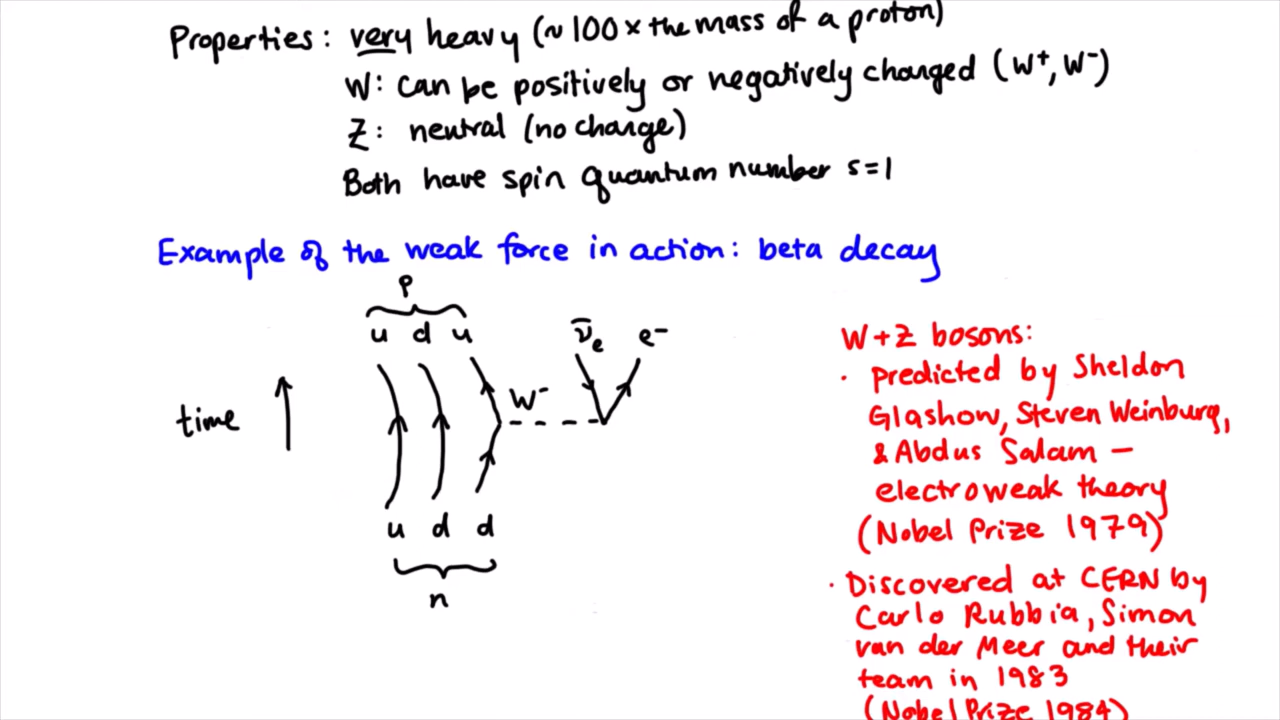 Properties: very heavy (~ 100 × the mass of a proton)
W: can be positively or negatively charged (W⁺, W⁻)
Z: neutral (no change)
Both have spin quantum number s=1
Example of the weak force in action: beta decay
p
u d u
ν̄ₑ e⁻
W⁻
time
u d d
n
W+Z bosons:
· predicted by Sheldon
Glashow, Steven Weinburg,
& Abdus Salam –
electroweak theory
(Nobel Prize 1979)
· Discovered at CERN by
Carlo Rubbia, Simon
van der Meer and their
team in 1983
(Nobel Prize 1984)